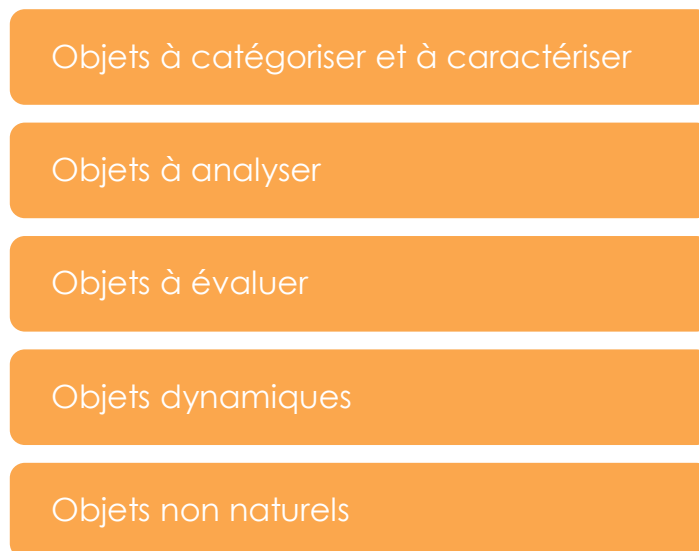 Objets à catégoriser et à caractériser
Objets à analyser
Objets à évaluer
Objets dynamiques
Objets non naturels